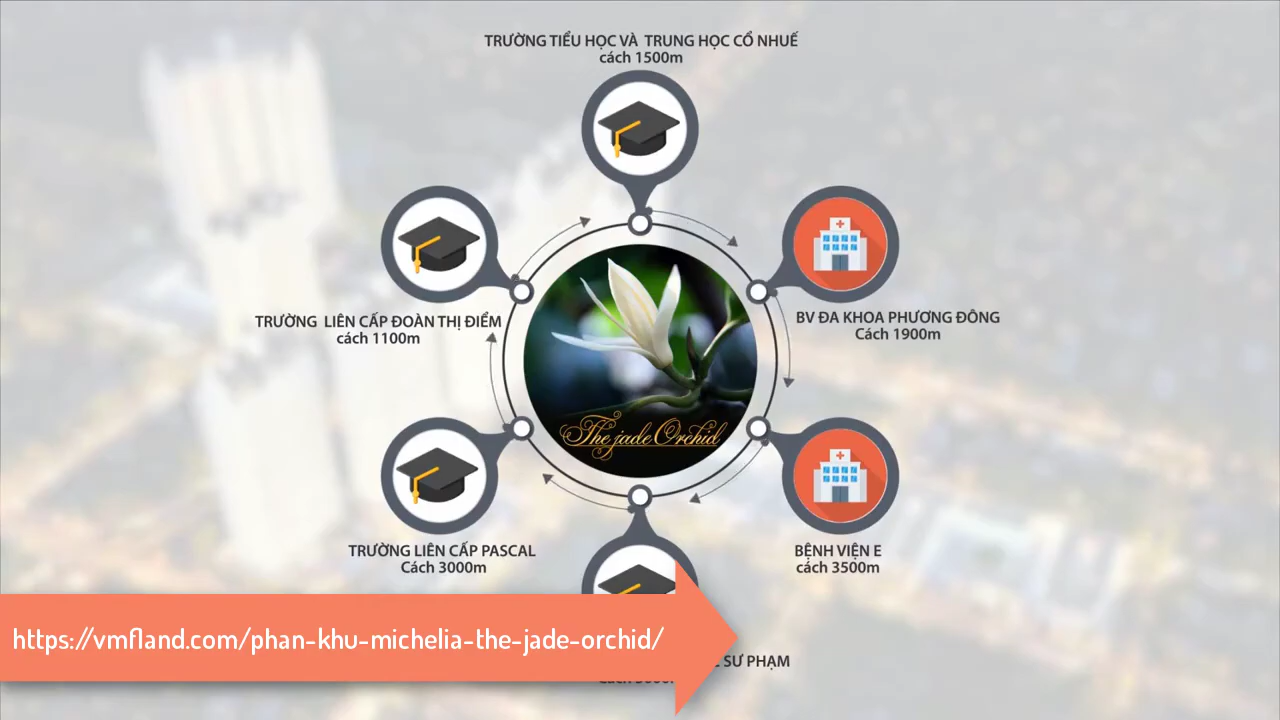 TRƯỜNG TIỂU HỌC VÀ TRUNG HỌC CỔ NHUẾ
cách 1500m
TRƯỜNG LIÊN CẤP ĐOÀN THỊ ĐIỂM
cách 1100m
BV ĐA KHOA PHƯƠNG ĐÔNG
Cách 1900m
The jade Orchid
TRƯỜNG LIÊN CẤP PASCAL
Cách 3000m
BỆNH VIỆN E
cách 3500m
https://vmfland.com/phan-khu-michelia-the-jade-orchid/
SƯ PHẠM